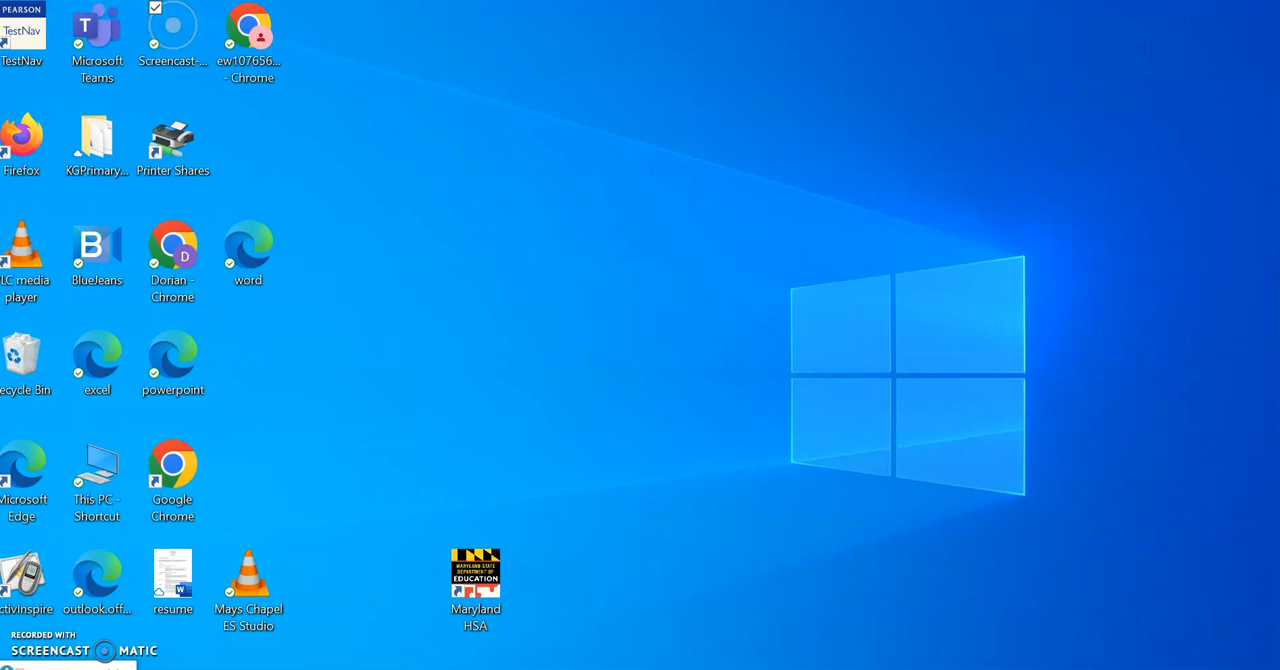 PEARSON
TestNav
TestNav
Microsoft
Teams
Screencast-...
ew107656...
- Chrome
Firefox
KGPrimary...
Printer Shares
LC media
player
B
BlueJeans
D
Dorian -
Chrome
word
ecycle Bin
excel
powerpoint
Microsoft
Edge
This PC -
Shortcut
Google
Chrome
ctivInspire
outlook.off...
W
resume
Mays Chapel
ES Studio
MARYLAND STATE
DEPARTMENT OF
EDUCATION
Maryland
HSA
RECORDED WITH
SCREENCAST MATIC